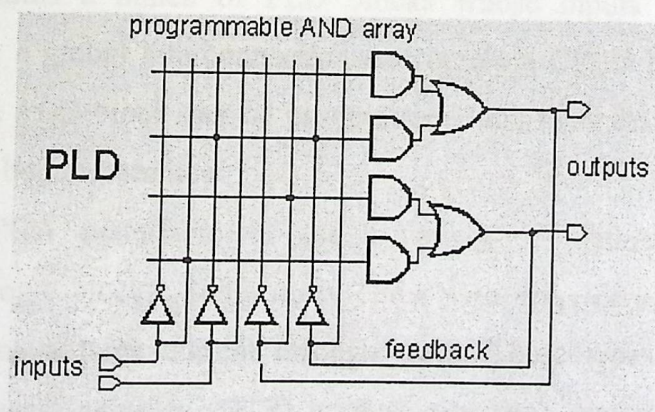 programmable AND array
PLD
outputs
feedback
inputs